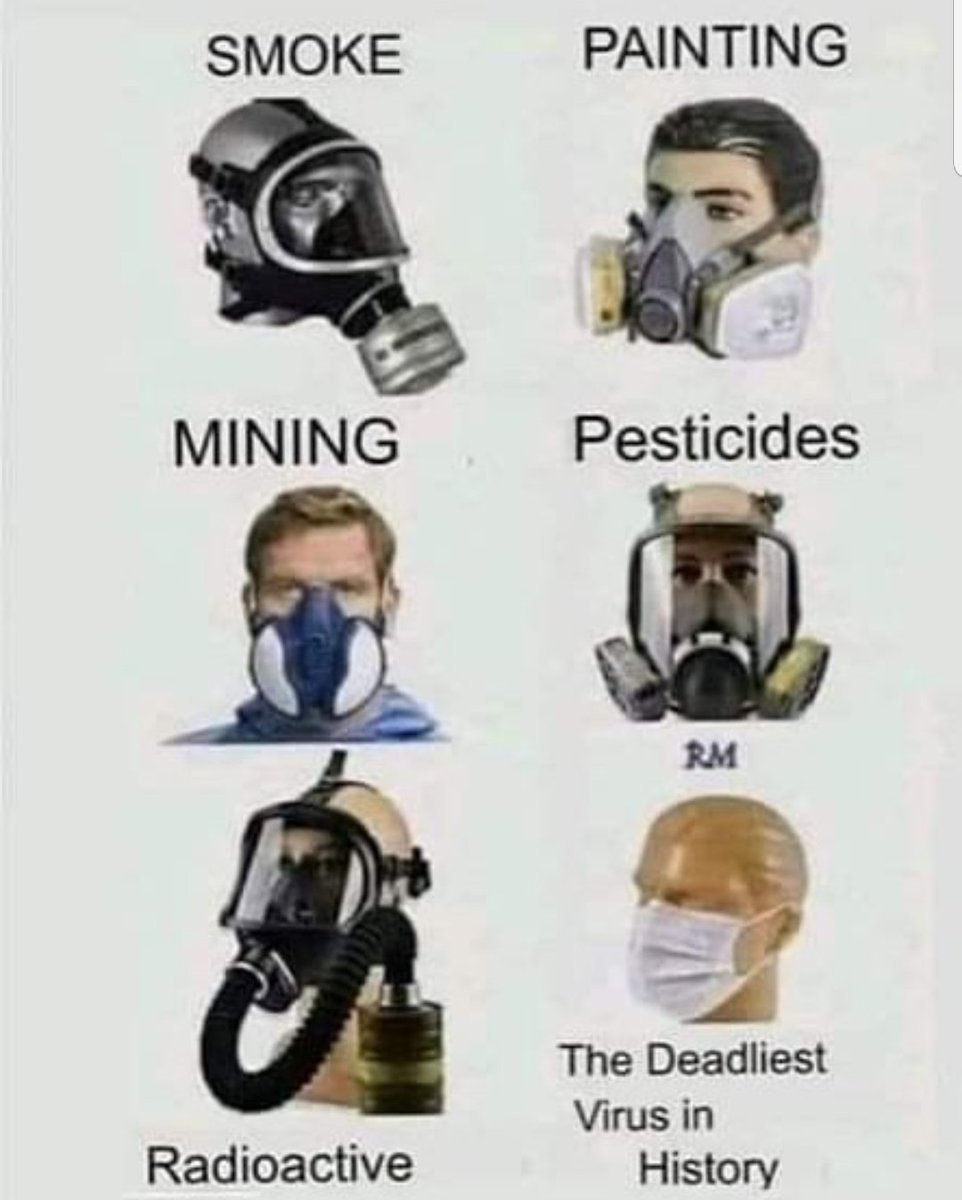 SMOKE
PAINTING
MINING
Pesticides
RM
Radioactive
The Deadliest
Virus in
History